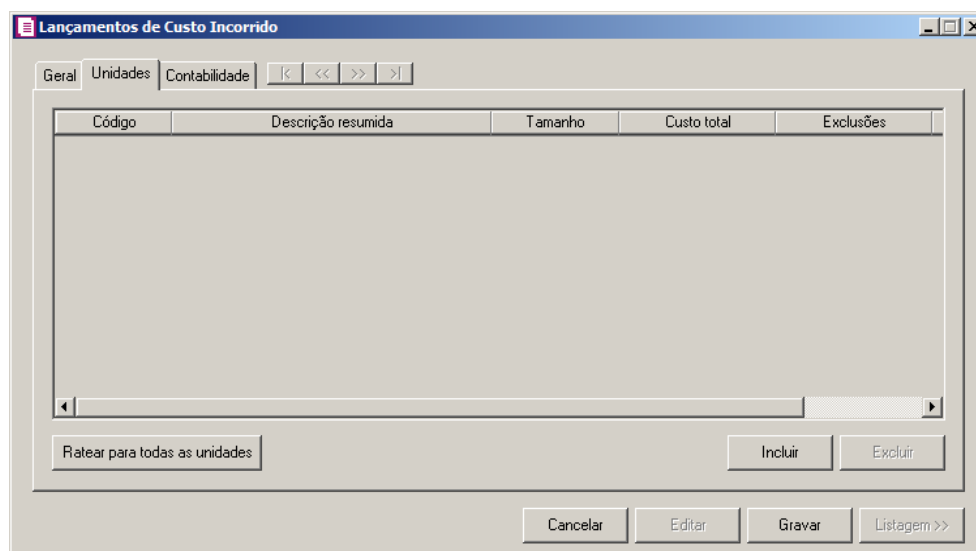 Lançamentos de Custo Incorrido
Geral Unidades Contabilidade |< << >> >|
Código Descrição resumida Tamanho Custo total Exclusões
Ratear para todas as unidades Incluir Excluir
Cancelar Editar Gravar Listagem >>